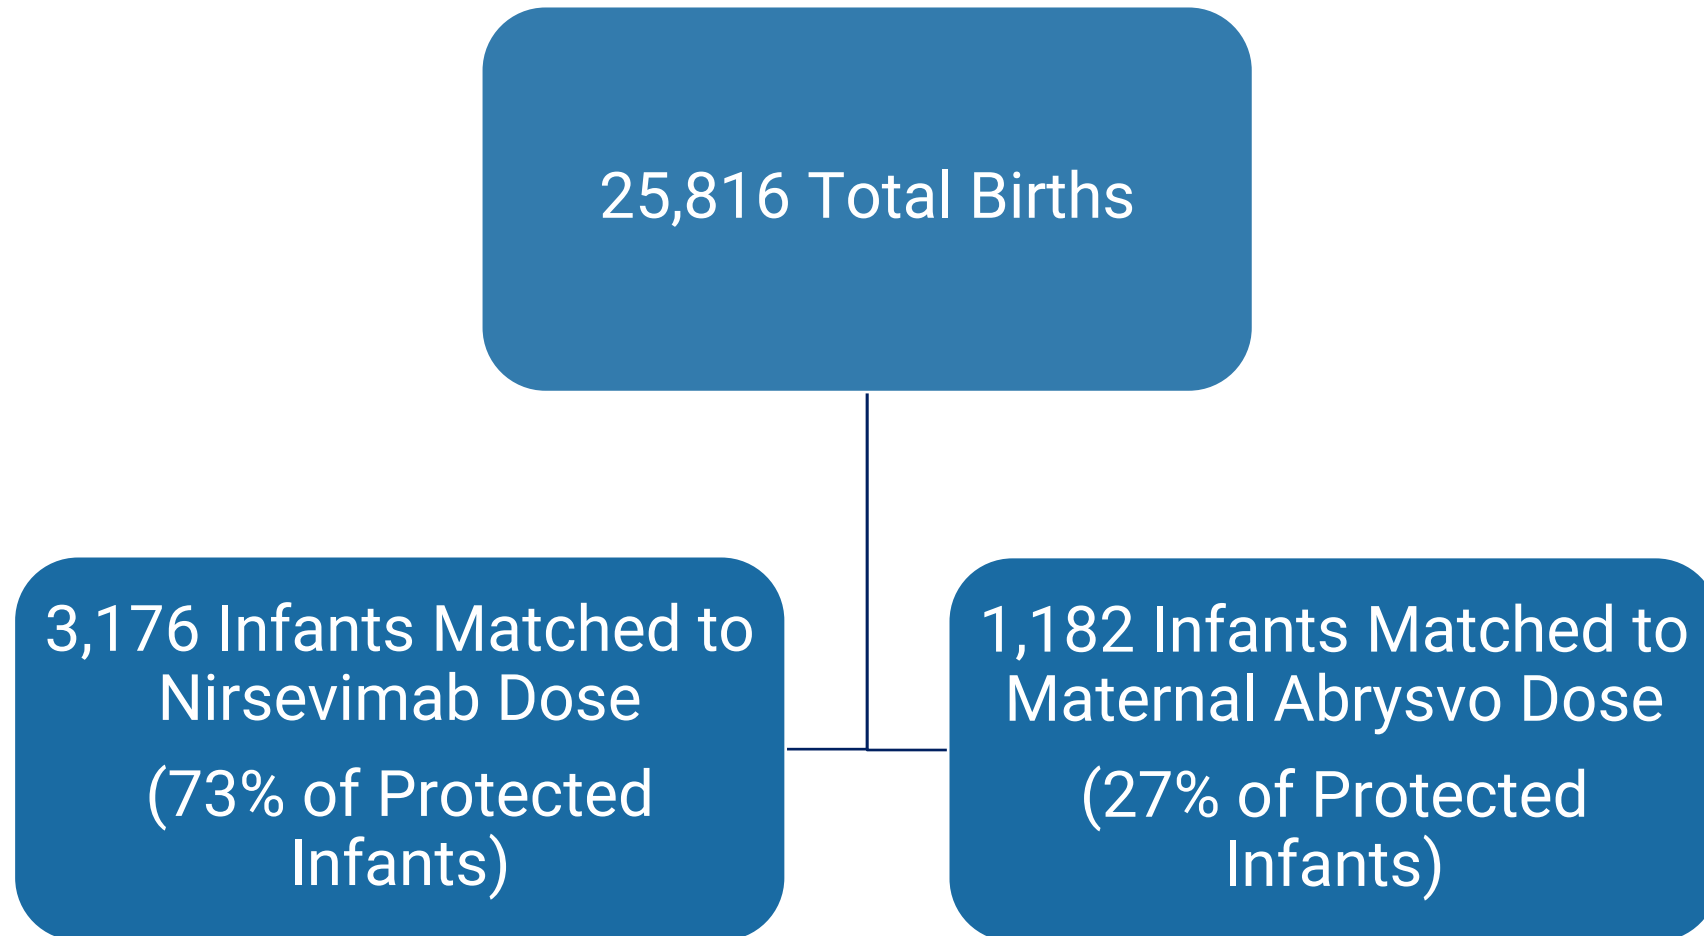 25,816 Total Births
3,176 Infants Matched to
Nirsevimab Dose
(73% of Protected
Infants)
1,182 Infants Matched to
Maternal Abrysvo Dose
(27% of Protected
Infants)